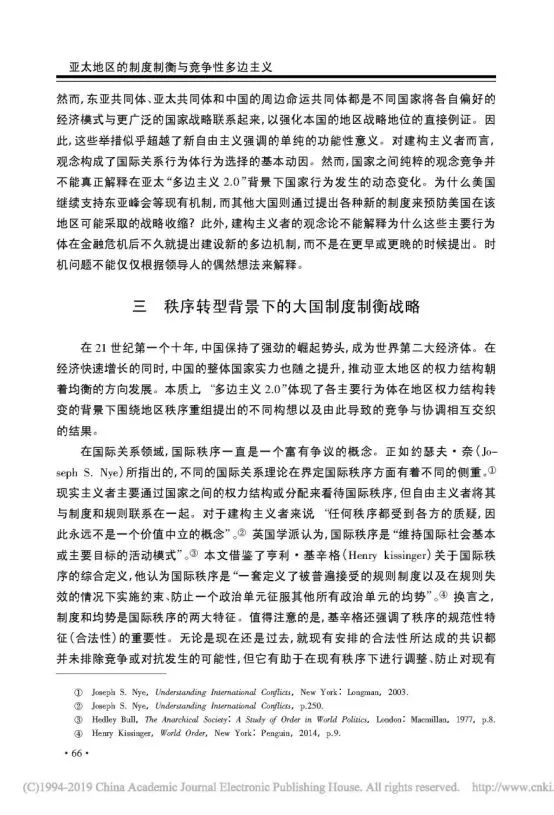 亚太地区的制度制衡与竞争性多边主义
然而,东亚共同体、亚太共同体和中国的周边命运共同体都是不同国家将各自偏好的
经济模式与更广泛的国家战略联系起来,以强化本国的地区战略地位的直接例证。因
此,这些举措似乎超越了新自由主义强调的单纯的功能性意义。对建构主义者而言,
观念构成了国际关系行为体行为选择的基本动因。然而,国家之间纯粹的观念竞争并
不能真正解释在亚太“多边主义 2.0”背景下国家行为发生的动态变化。为什么美国
继续支持东亚峰会等现有机制,而其他大国则通过提出各种新的制度来预防美国在该
地区可能采取的战略收缩? 此外,建构主义者的观念论不能解释为什么这些主要行为
体在金融危机后不久就提出建设新的多边机制,而不是在更早或更晚的时候提出。时
机问题不能仅仅根据领导人的偶然想法来解释。
三 秩序转型背景下的大国制度制衡战略
在 21 世纪第一个十年,中国保持了强劲的崛起势头,成为世界第二大经济体。在
经济快速增长的同时,中国的整体国家实力也随之提升,推动亚太地区的权力结构朝
着均衡的方向发展。本质上, “多边主义 2.0”体现了各主要行为体在地区权力结构转
变的背景下围绕地区秩序重组提出的不同构想以及由此导致的竞争与协调相互交织
的结果。
在国际关系领域,国际秩序一直是一个富有争议的概念。正如约瑟夫·奈(Jo-
seph S. Nye)所指出的,不同的国际关系理论在界定国际秩序方面有着不同的侧重。①
现实主义者主要通过国家之间的权力结构或分配来看待国际秩序,但自由主义者将其
与制度和规则联系在一起。对于建构主义者来说, “任何秩序都受到各方的质疑,因
此永远不是一个价值中立的概念”。② 英国学派认为,国际秩序是“维持国际社会基本
或主要目标的活动模式”。③ 本文借鉴了亨利·基辛格(Henry kissinger)关于国际秩
序的综合定义,他认为国际秩序是“一套定义了被普遍接受的规则制度以及在规则失
效的情况下实施约束、防止一个政治单元征服其他所有政治单元的均势”。④ 换言之,
制度和均势是国际秩序的两大特征。值得注意的是,基辛格还强调了秩序的规范性特
征(合法性)的重要性。无论是现在还是过去,就现有安排的合法性所达成的共识都
并未排除竞争或对抗发生的可能性,但它有助于在现有秩序下进行调整、防止对现有
① Joseph S. Nye, Understanding International Conflicts, New York: Longman, 2003.
② Joseph S. Nye, Understanding International Conflicts, p.250.
③ Hedley Bull, The Anarchical Society: A Study of Order in World Politics, London: Macmillan, 1977, p.8.
④ Henry Kissinger, World Order, New York: Penguin, 2014, p.9.
·66·
(C)1994-2019 China Academic Journal Electronic Publishing House. All rights reserved. http://www.cnki.